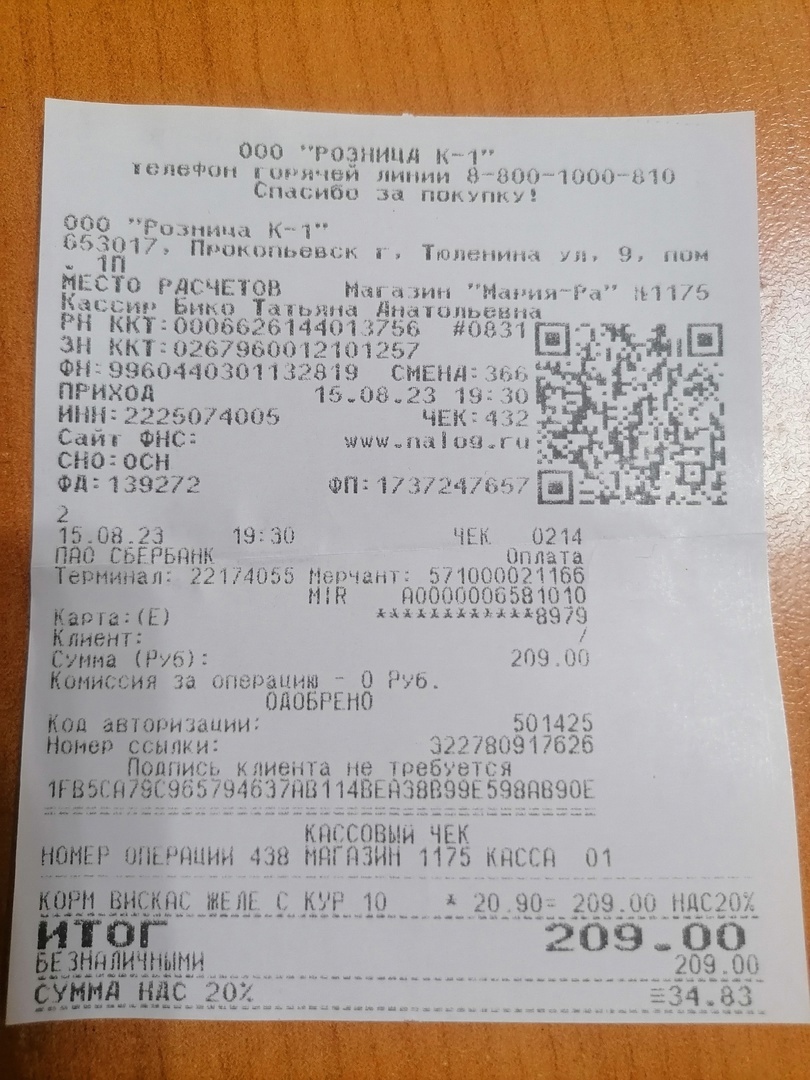 ООО "РОЗНИЦА К-1"
телефон горячей линии 8-800-1000-810
Спасибо за покупку!
ООО "Розница К-1"
653017, Прокопьевск г, Тюленина ул, 9, пом
. 1П
МЕСТО РАСЧЕТОВ Магазин "Мария-Ра" №1175
Кассир Бико Татьяна Анатольевна
РН ККТ:0006626144013756 #0831
ЗН ККТ:0267960012101257
ФН:9960440301132819 СМЕНА:366
ПРИХОД 15.08.23 19:30
ИНН:2225074005 ЧЕК:432
Сайт ФНС: www.nalog.ru
СНО:ОСН
ФД:139272 ФП:1737247657
2
15.08.23 19:30 ЧЕК 0214
ПАО СБЕРБАНК Оплата
Терминал: 22174055 Мерчант: 571000021166
MIR A0000006581010
Карта:(E) ************8979
Клиент: /
Сумма (Руб): 209.00
Комиссия за операцию - 0 Руб.
ОДОБРЕНО
Код авторизации: 501425
Номер ссылки: 322780917626
Подпись клиента не требуется
1FB5CA79C965794637AB114BEA38B99E598AB90E
КАССОВЫЙ ЧЕК
НОМЕР ОПЕРАЦИИ 438 МАГАЗИН 1175 КАССА 01
КОРМ ВИСКАС ЖЕЛЕ С КУР 10 * 20.90= 209.00 НДС20%
ИТОГ 209.00
БЕЗНАЛИЧНЫМИ 209.00
СУММА НДС 20% =34.83